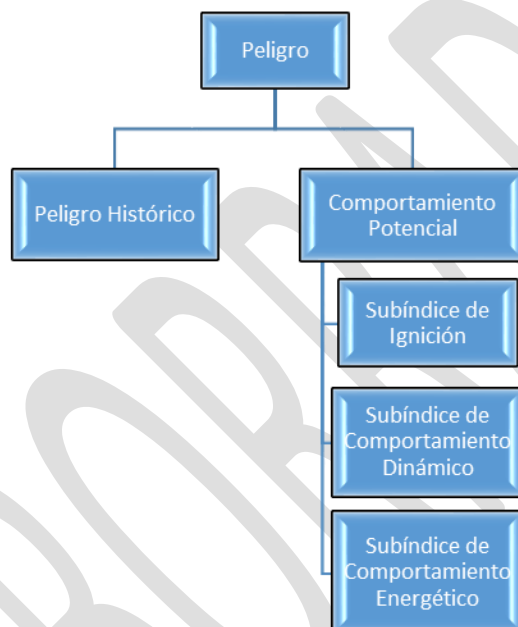 Peligro
Peligro Histórico
Comportamiento
Potencial
Subíndice de
Ignición
Subíndice de
Comportamiento
Dinámico
Subíndice de
Comportamiento
Energético